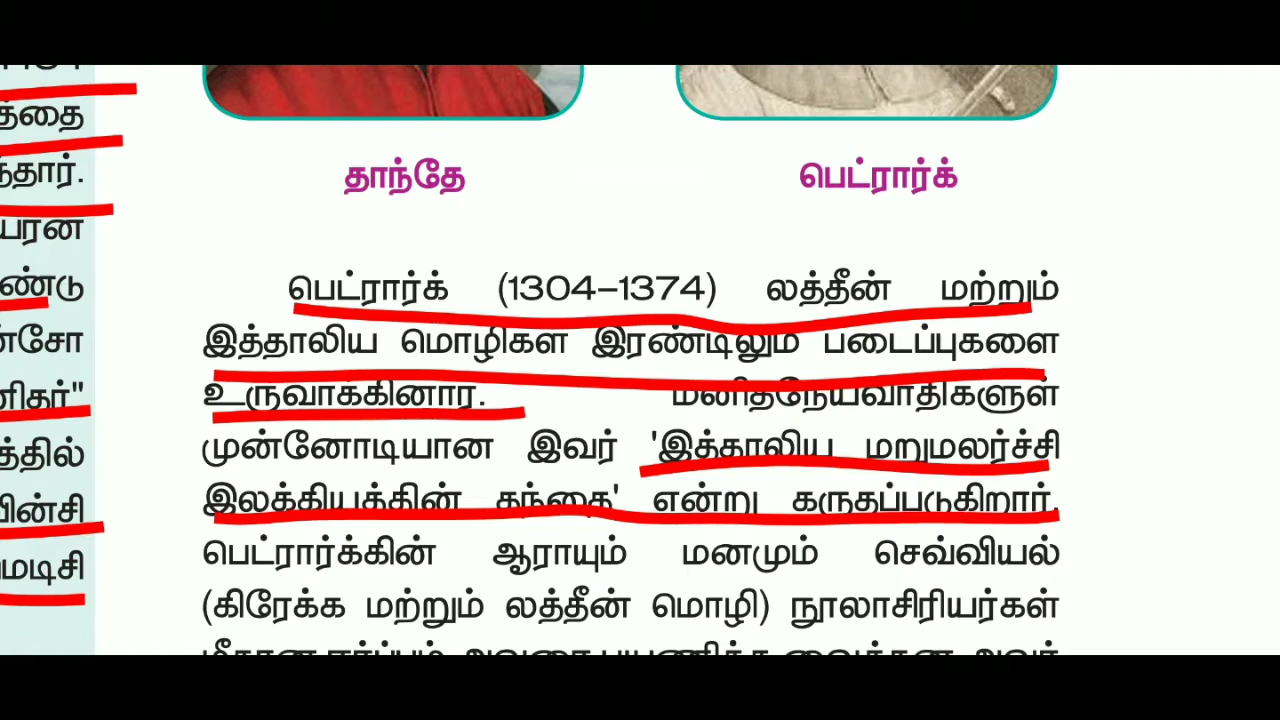 த்தை
ந்தார்.
யரன
ண்டு
ன்சோ
னிகர்"
த்தில்
வின்சி
மடிசி
தாந்தே
பெட்ரார்க்
பெட்ரார்க் (1304–1374) லத்தீன் மற்றும்
இத்தாலிய மொழிகள் இரண்டிலும் படைப்புகளை
உருவாக்கினார். மனிதநேயவாதிகளுள்
முன்னோடியான இவர் 'இத்தாலிய மறுமலர்ச்சி
இலக்கியத்தின் தந்தை' என்று கருதப்படுகிறார்.
பெட்ரார்க்கின் ஆராயும் மனமும் செவ்வியல்
(கிரேக்க மற்றும் லத்தீன் மொழி) நூலாசிரியர்கள்